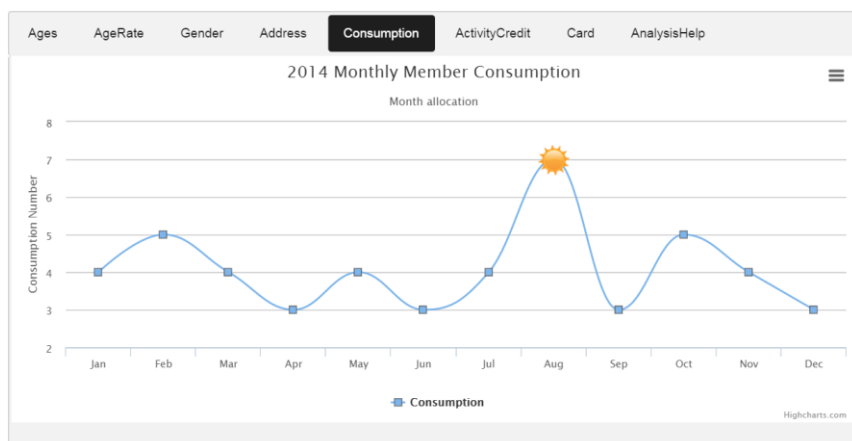 Ages AgeRate Gender Address Consumption ActivityCredit Card AnalysisHelp
2014 Monthly Member Consumption
Month allocation
Consumption Number
8
7
6
5
4
3
2
Jan Feb Mar Apr May Jun Jul Aug Sep Oct Nov Dec
Consumption
Highcharts.com